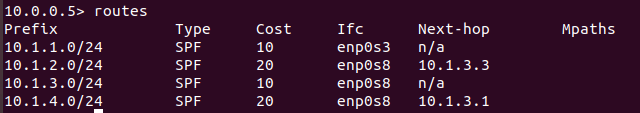 10.0.0.5> routes
Prefix Type Cost Ifc Next-hop Mpaths
10.1.1.0/24 SPF 10 enp0s3 n/a
10.1.2.0/24 SPF 20 enp0s8 10.1.3.3
10.1.3.0/24 SPF 10 enp0s8 n/a
10.1.4.0/24 SPF 20 enp0s8 10.1.3.1